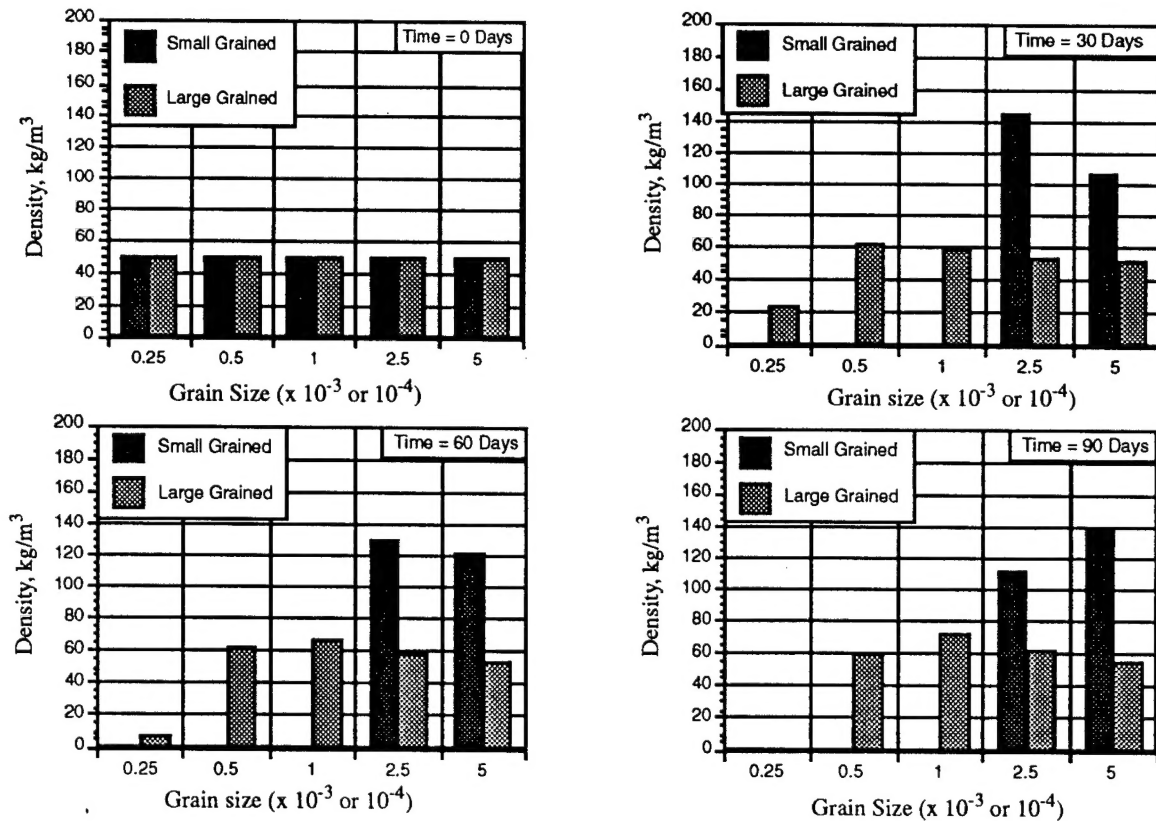 Time = 0 Days
Small Grained
Large Grained
Density, kg/m³
200
180
160
140
120
100
80
60
40
20
0
0.25 0.5 1 2.5 5
Grain Size (x 10⁻³ or 10⁻⁴)
Time = 30 Days
Small Grained
Large Grained
Density, kg/m³
200
180
160
140
120
100
80
60
40
20
0
0.25 0.5 1 2.5 5
Grain size (x 10⁻³ or 10⁻⁴)
Time = 60 Days
Small Grained
Large Grained
Density, kg/m³
200
180
160
140
120
100
80
60
40
20
0
0.25 0.5 1 2.5 5
Grain size (x 10⁻³ or 10⁻⁴)
Time = 90 Days
Small Grained
Large Grained
Density, kg/m³
200
180
160
140
120
100
80
60
40
20
0
0.25 0.5 1 2.5 5
Grain Size (x 10⁻³ or 10⁻⁴)